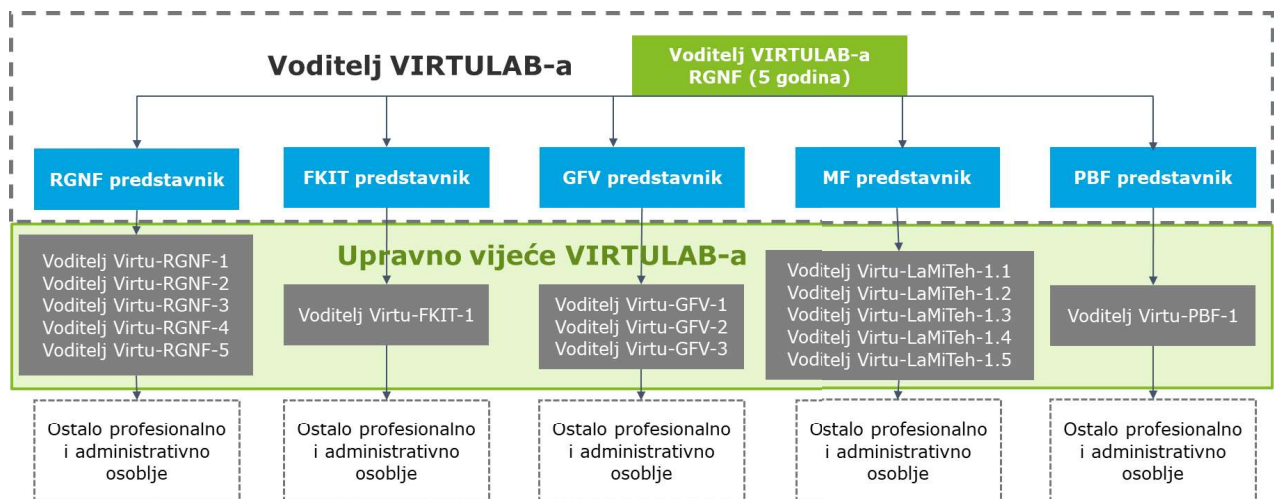 Voditelj VIRTULAB-a
Voditelj VIRTULAB-a
RGNF (5 godina)
RGNF predstavnik
FKIT predstavnik
GFV predstavnik
MF predstavnik
PBF predstavnik
Upravno vijeće VIRTULAB-a
Voditelj Virtu-RGNF-1
Voditelj Virtu-RGNF-2
Voditelj Virtu-RGNF-3
Voditelj Virtu-RGNF-4
Voditelj Virtu-RGNF-5
Voditelj Virtu-FKIT-1
Voditelj Virtu-GFV-1
Voditelj Virtu-GFV-2
Voditelj Virtu-GFV-3
Voditelj Virtu-LaMiTeh-1.1
Voditelj Virtu-LaMiTeh-1.2
Voditelj Virtu-LaMiTeh-1.3
Voditelj Virtu-LaMiTeh-1.4
Voditelj Virtu-LaMiTeh-1.5
Voditelj Virtu-PBF-1
Ostalo profesionalno
i administrativno
osoblje
Ostalo profesionalno
i administrativno
osoblje
Ostalo profesionalno
i administrativno
osoblje
Ostalo profesionalno
i administrativno
osoblje
Ostalo profesionalno
i administrativno
osoblje